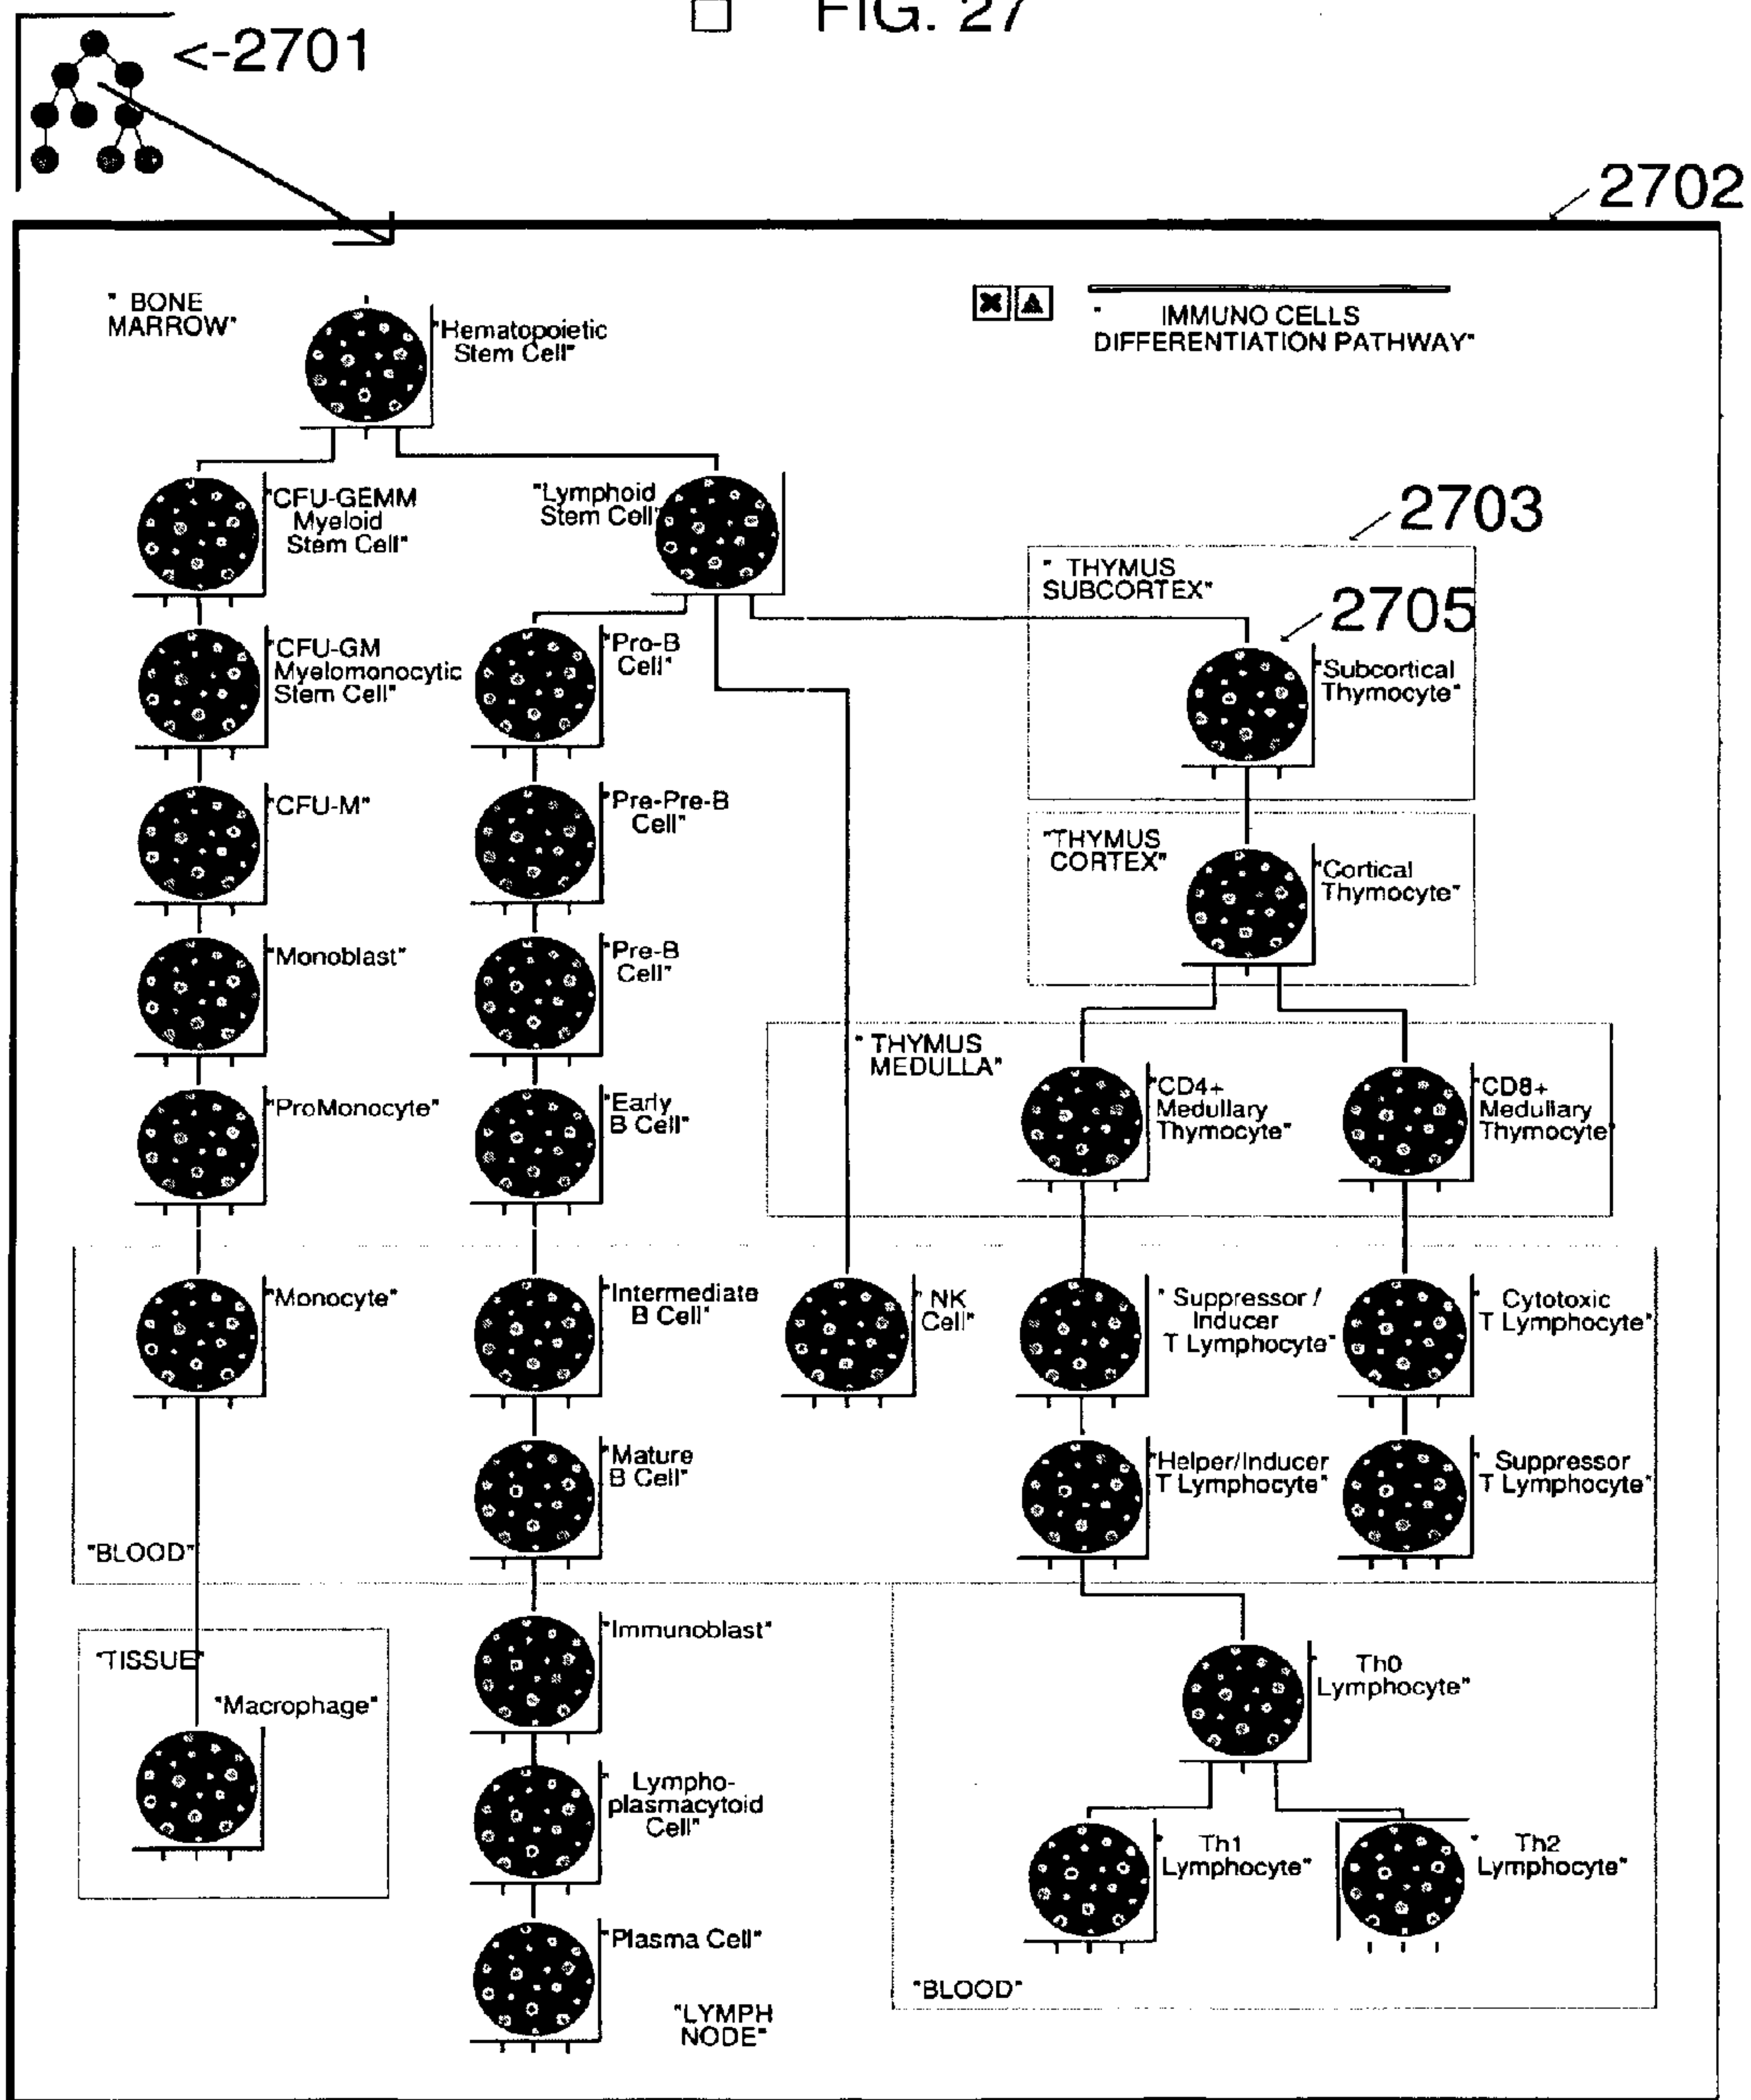 FIG. 27
<-2701
2702
" BONE
MARROW"
"Hematopoietic
Stem Cell"
" IMMUNO CELLS
DIFFERENTIATION PATHWAY"
"CFU-GEMM
Myeloid
Stem Cell"
"Lymphoid
Stem Cell"
2703
" THYMUS
SUBCORTEX"
2705
"CFU-GM
Myelomonocytic
Stem Cell"
"Pro-B
Cell"
"Subcortical
Thymocyte"
"CFU-M"
"Pre-Pre-B
Cell"
"THYMUS
CORTEX"
"Cortical
Thymocyte"
"Monoblast"
"Pre-B
Cell"
" THYMUS
MEDULLA"
"ProMonocyte"
"Early
B Cell"
"CD4+
Medullary
Thymocyte"
"CD8+
Medullary
Thymocyte"
"Monocyte"
"Intermediate
B Cell"
" NK
Cell"
" Suppressor /
Inducer
T Lymphocyte"
" Cytotoxic
T Lymphocyte"
"Mature
B Cell"
"Helper/Inducer
T Lymphocyte"
" Suppressor
T Lymphocyte"
"BLOOD"
"Immunoblast"
"TISSUE"
"Macrophage"
" Th0
Lymphocyte"
" Lympho-
plasmacytoid
Cell"
" Th1
Lymphocyte"
" Th2
Lymphocyte"
"Plasma Cell"
"BLOOD"
"LYMPH
NODE"